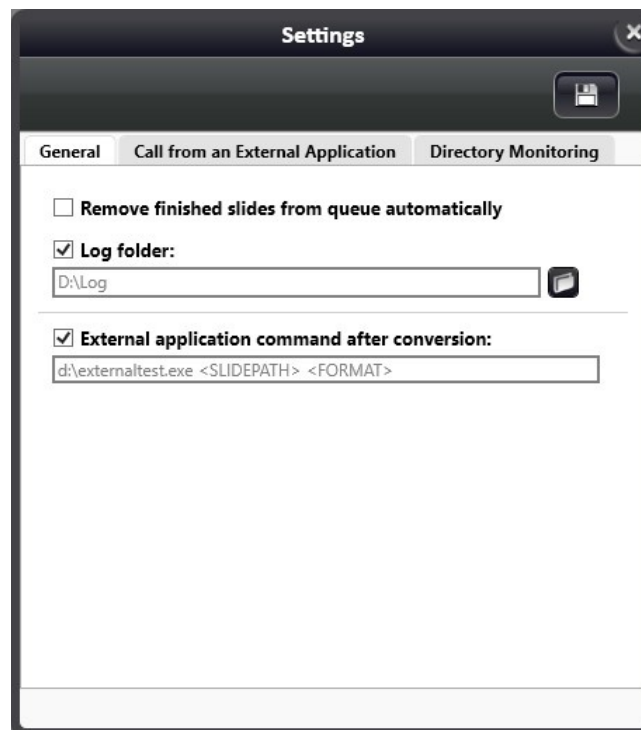 Settings
General Call from an External Application Directory Monitoring
Remove finished slides from queue automatically
Log folder:
D:\Log
External application command after conversion:
d:\externaltest.exe <SLIDEPATH> <FORMAT>